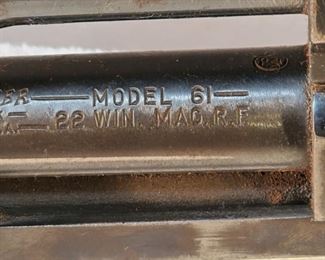 MODEL 61
22 WIN. MAG. R.F